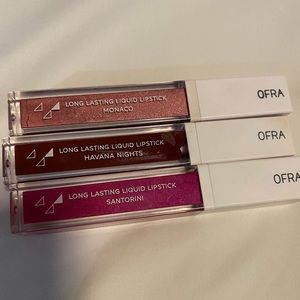 LONG LASTING LIQUID LIPSTICK
MONACO
OFRA
LONG LASTING LIQUID LIPSTICK
HAVANA NIGHTS
OFRA
LONG LASTING LIQUID LIPSTICK
SANTORINI
OFRA